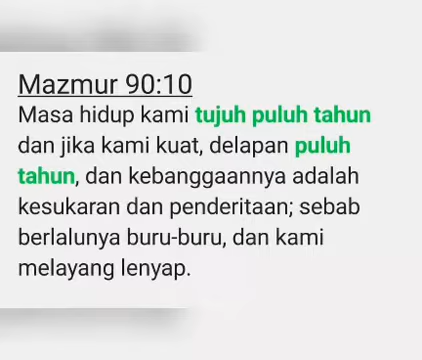 Mazmur 90:10
Masa hidup kami tujuh puluh tahun
dan jika kami kuat, delapan puluh
tahun, dan kebanggaannya adalah
kesukaran dan penderitaan; sebab
berlalunya buru-buru, dan kami
melayang lenyap.